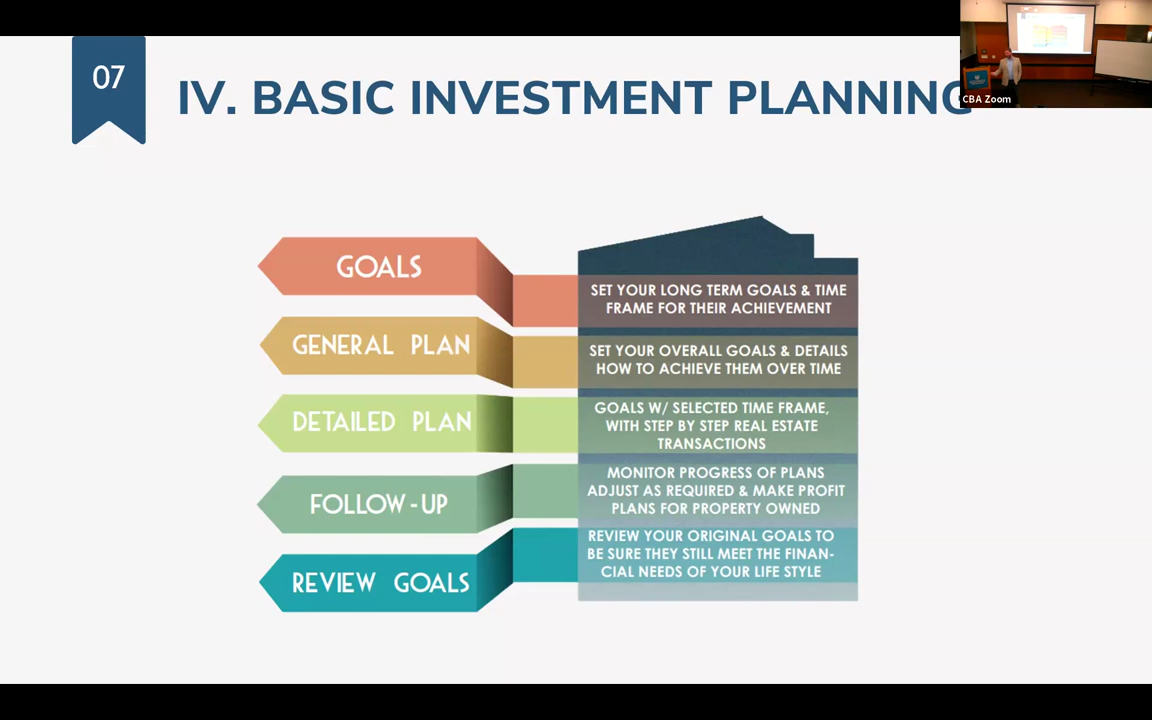 07
IV. BASIC INVESTMENT PLANNING
CBA Zoom
GOALS
SET YOUR LONG TERM GOALS & TIME
FRAME FOR THEIR ACHIEVEMENT
GENERAL PLAN
SET YOUR OVERALL GOALS & DETAILS
HOW TO ACHIEVE THEM OVER TIME
DETAILED PLAN
GOALS W/ SELECTED TIME FRAME,
WITH STEP BY STEP REAL ESTATE
TRANSACTIONS
FOLLOW-UP
MONITOR PROGRESS OF PLANS
ADJUST AS REQUIRED & MAKE PROFIT
PLANS FOR PROPERTY OWNED
REVIEW GOALS
REVIEW YOUR ORIGINAL GOALS TO
BE SURE THEY STILL MEET THE FINAN-
CIAL NEEDS OF YOUR LIFE STYLE